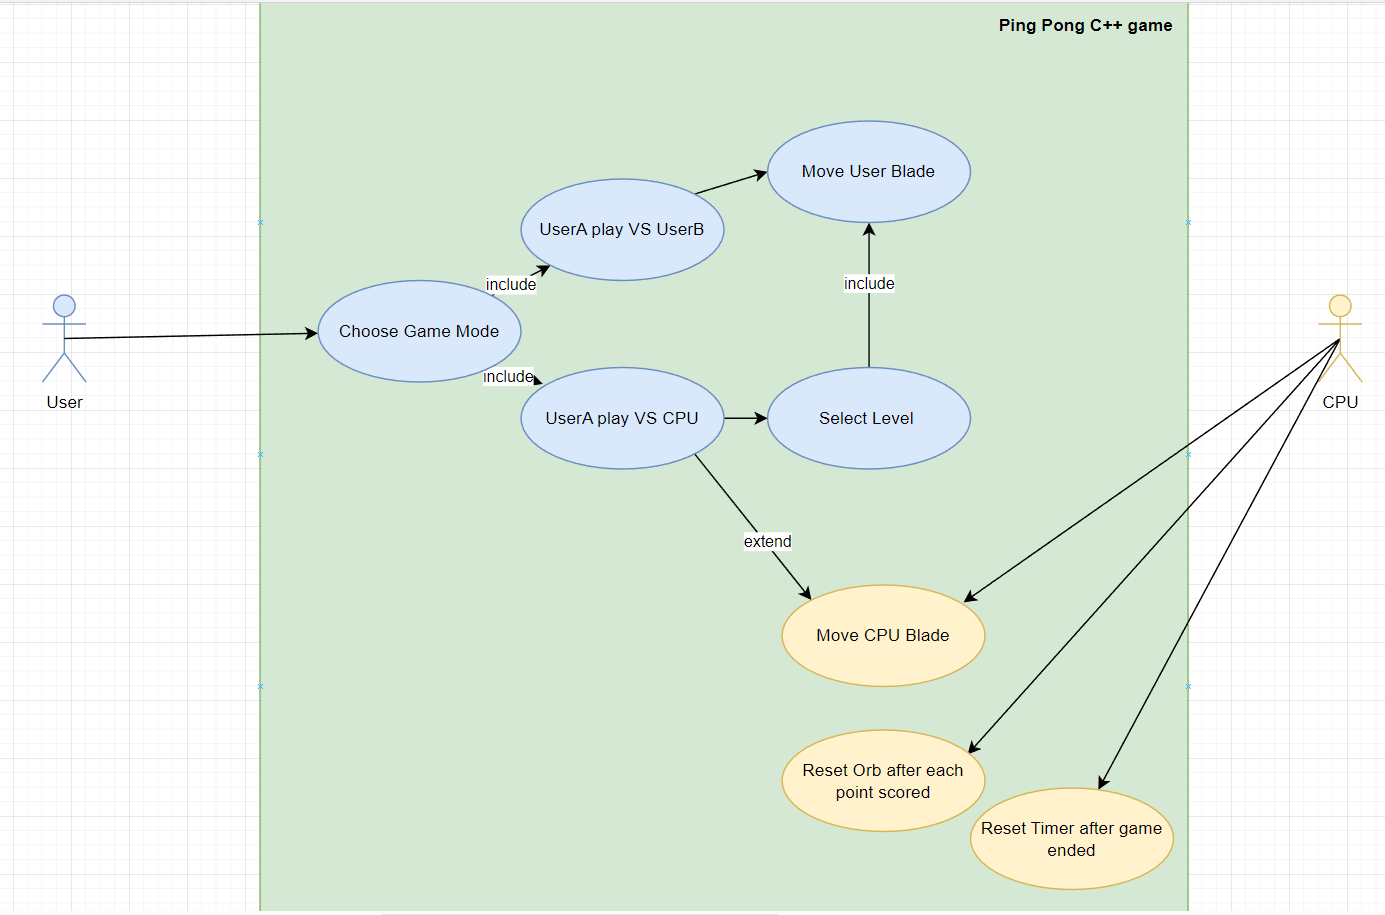 Ping Pong C++ game
Move User Blade
UserA play VS UserB
include
include
Choose Game Mode
include
UserA play VS CPU
Select Level
User
CPU
extend
Move CPU Blade
Reset Orb after each
point scored
Reset Timer after game
ended